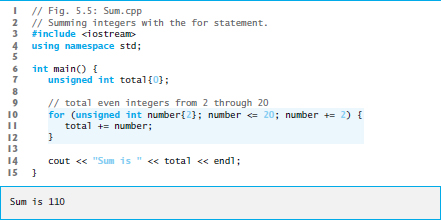 1 // Fig. 5.5: Sum.cpp
2 // Summing integers with the for statement.
3 #include <iostream>
4 using namespace std;
5
6 int main() {
7 unsigned int total{0};
8
9 // total even integers from 2 through 20
10 for (unsigned int number{2}; number <= 20; number += 2) {
11 total += number;
12 }
13
14 cout << "Sum is " << total << endl;
15 }
Sum is 110